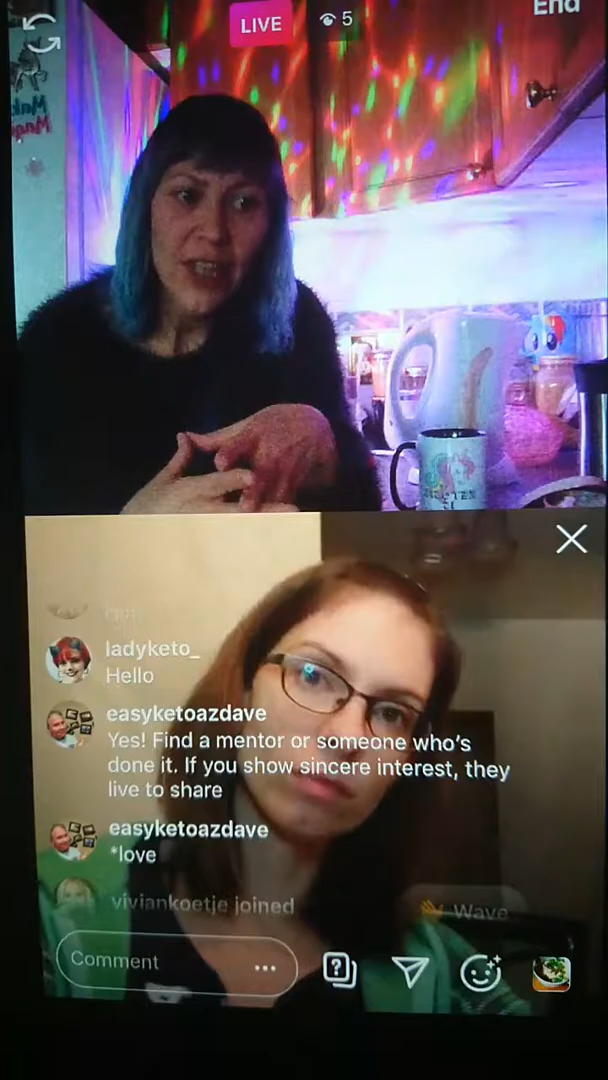 LIVE
5
End
ladyketo_
Hello
easyketoazdave
Yes! Find a mentor or someone who's
done it. If you show sincere interest, they
live to share
easyketoazdave
*love
viviankoetje joined
Wave
Comment